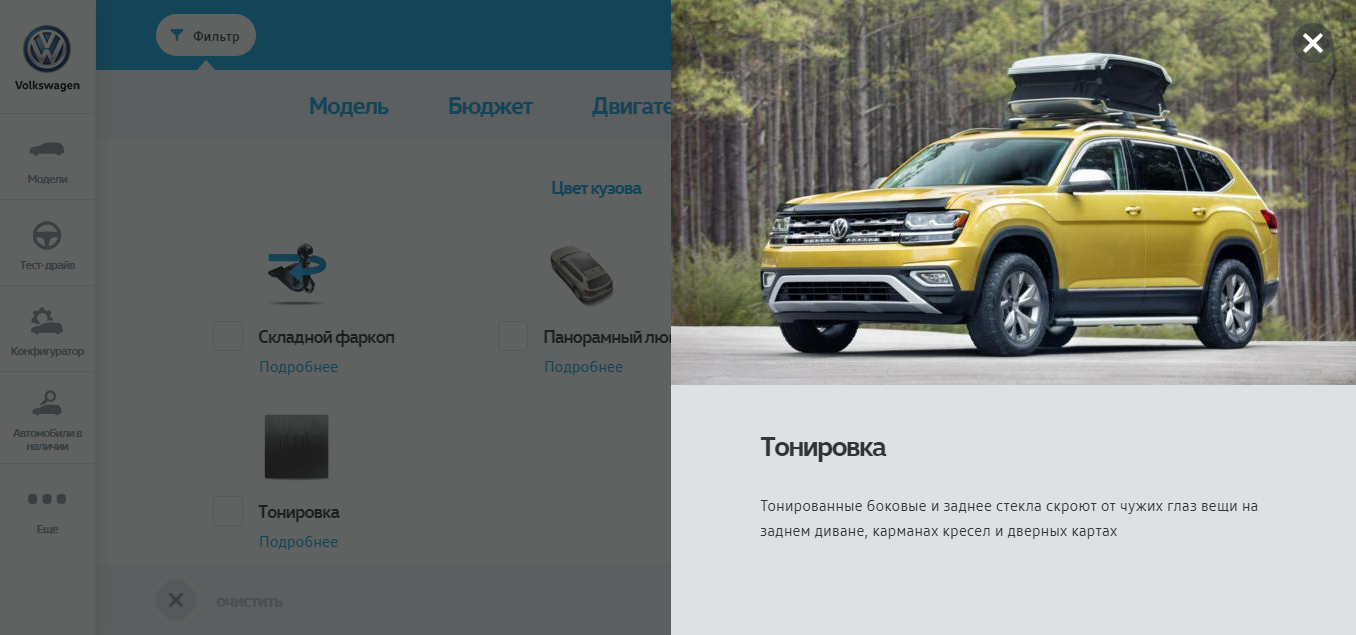 Volkswagen
Модели
Тест-драйв
Конфигуратор
Автомобили в
наличии
Еще
Фильтр
Модель
Бюджет
Двигате
Цвет кузова
Складной фаркоп
Подробнее
Панорамный лю
Подробнее
Тонировка
Подробнее
очистить
Тонировка
Тонированные боковые и заднее стекла скроют от чужих глаз вещи на
заднем диване, карманах кресел и дверных картах